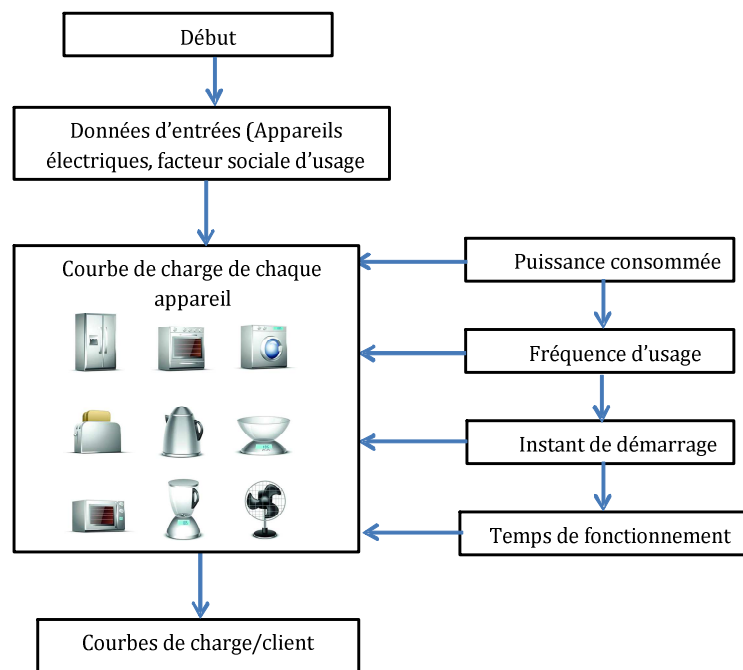 Début
Données d'entrées (Appareils
électriques, facteur sociale d'usage
Courbe de charge de chaque
appareil
Puissance consommée
Fréquence d'usage
Instant de démarrage
Temps de fonctionnement
Courbes de charge/client